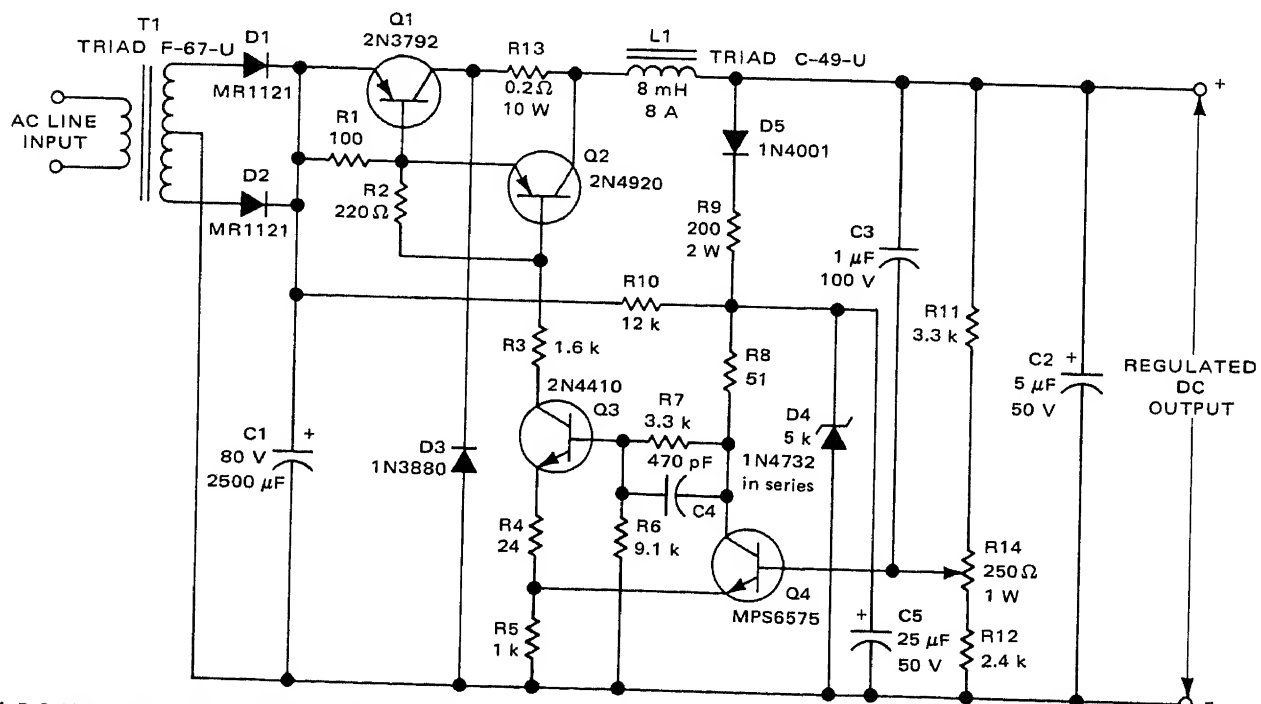 T1
TRIAD F-67-U
D1
MR1121
Q1
2N3792
R13
0.2Ω
10 W
L1
TRIAD C-49-U
8 mH
8 A
+
AC LINE
INPUT
R1
100
D5
1N4001
Q2
2N4920
D2
MR1121
R2
220 Ω
R9
200
2 W
C3
1 μF
100 V
R10
12 k
R11
3.3 k
R3
1.6 k
R8
51
C2
+
5 μF
50 V
REGULATED
DC
OUTPUT
2N4410
Q3
R7
3.3 k
470 pF
C4
D4
5 k
1N4732
in series
C1
+
80 V
2500 μF
D3
1N3880
R4
24
R6
9.1 k
R14
250Ω
1 W
Q4
MPS6575
R5
1 k
+
C5
25 μF
50 V
R12
2.4 k
-